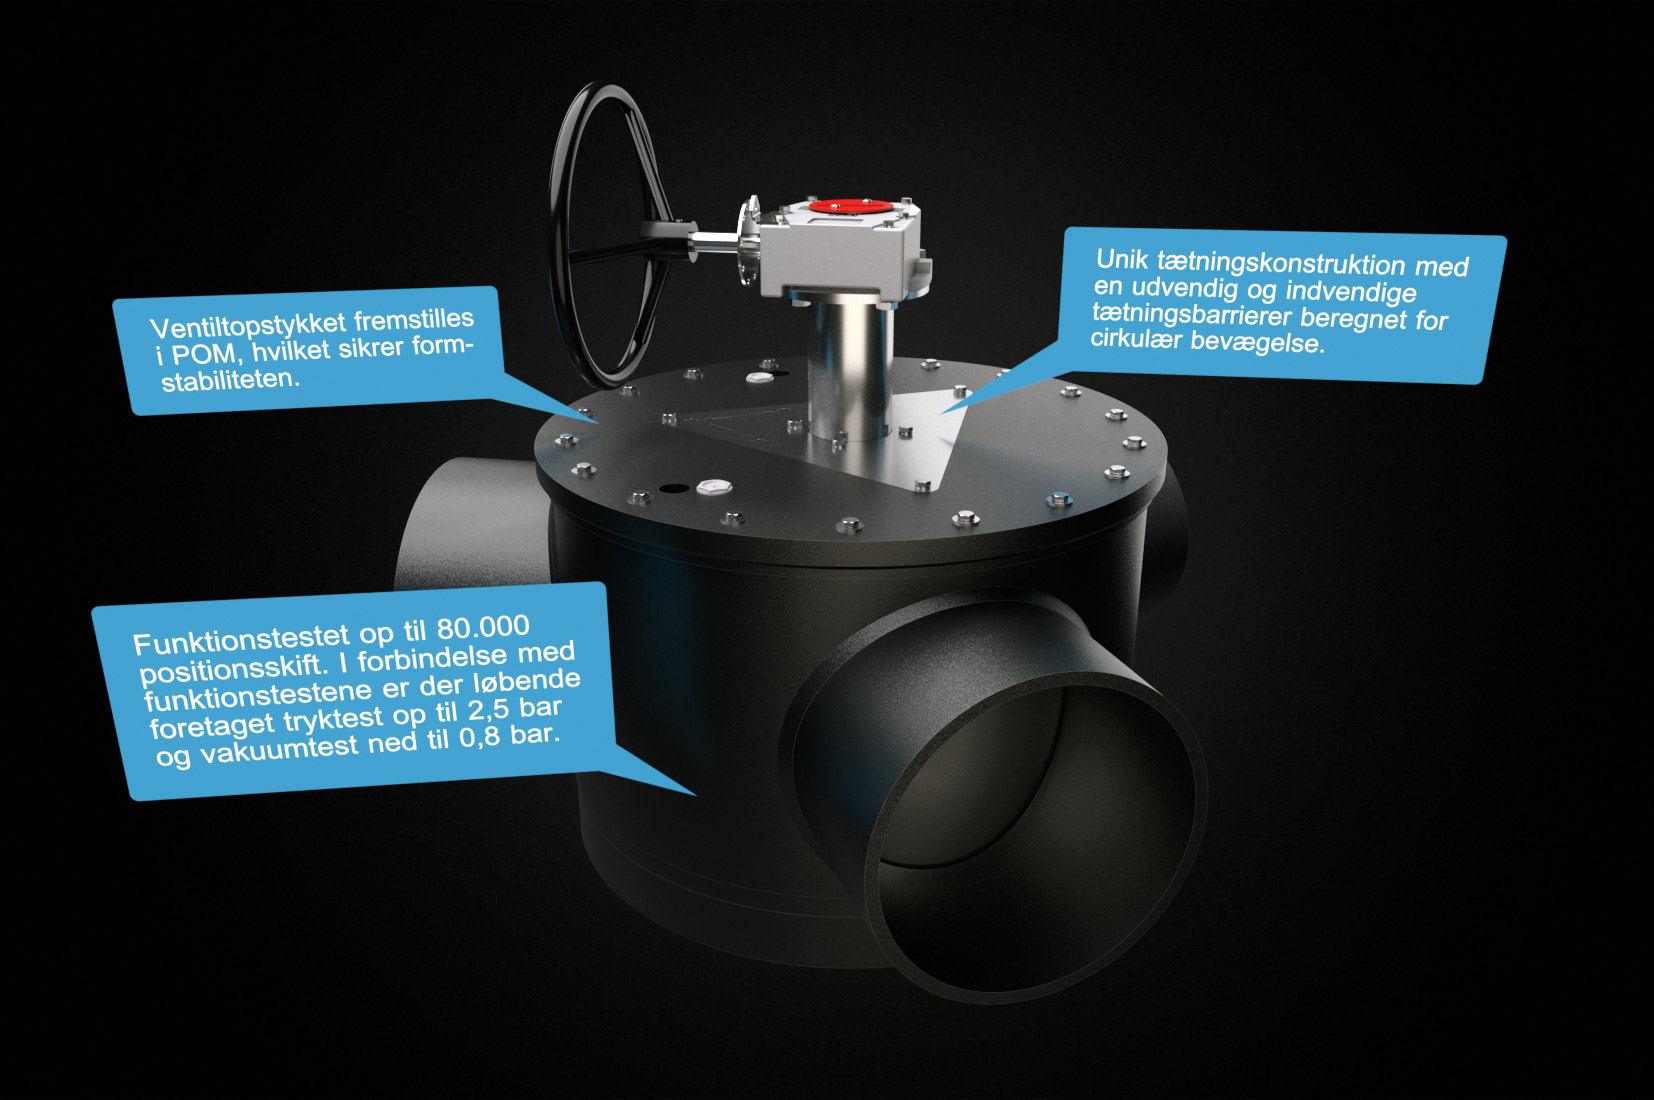 Ventiltopstykket fremstilles
i POM, hvilket sikrer form-
stabiliteten.
Unik tætningskonstruktion med
en udvendig og indvendige
tætningsbarrierer beregnet for
cirkulær bevægelse.
Funktionstestet op til 80.000
positionsskift. I forbindelse med
funktionstestene er der løbende
foretaget tryktest op til 2,5 bar
og vakuumtest ned til 0,8 bar.